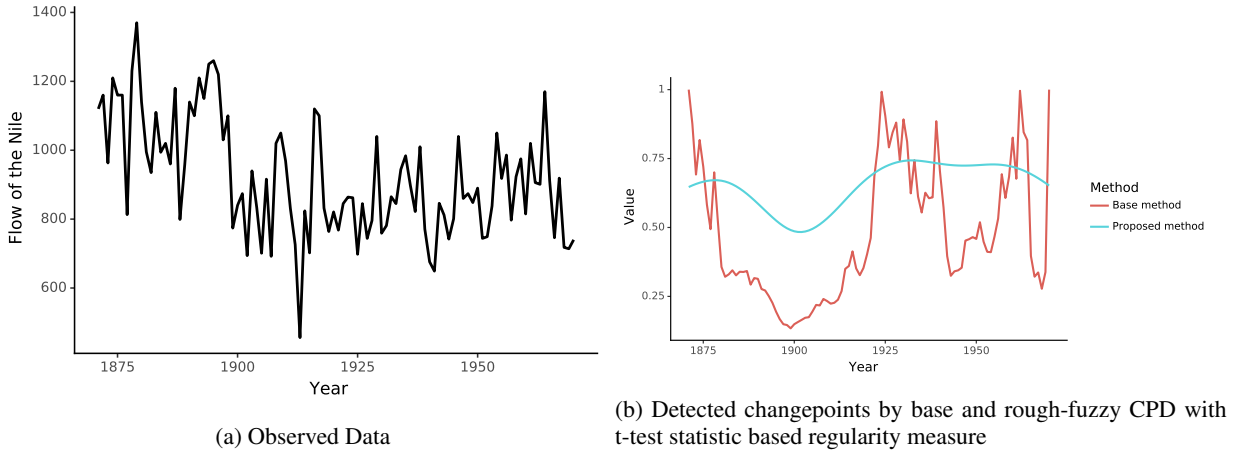 1400
1200
1000
800
600
Flow of the Nile
1875
1900
1925
1950
Year
(a) Observed Data
1
0.75
0.50
0.25
Value
1875
1900
1925
1950
Year
Method
Base method
Proposed method
(b) Detected changepoints by base and rough-fuzzy CPD with
t-test statistic based regularity measure